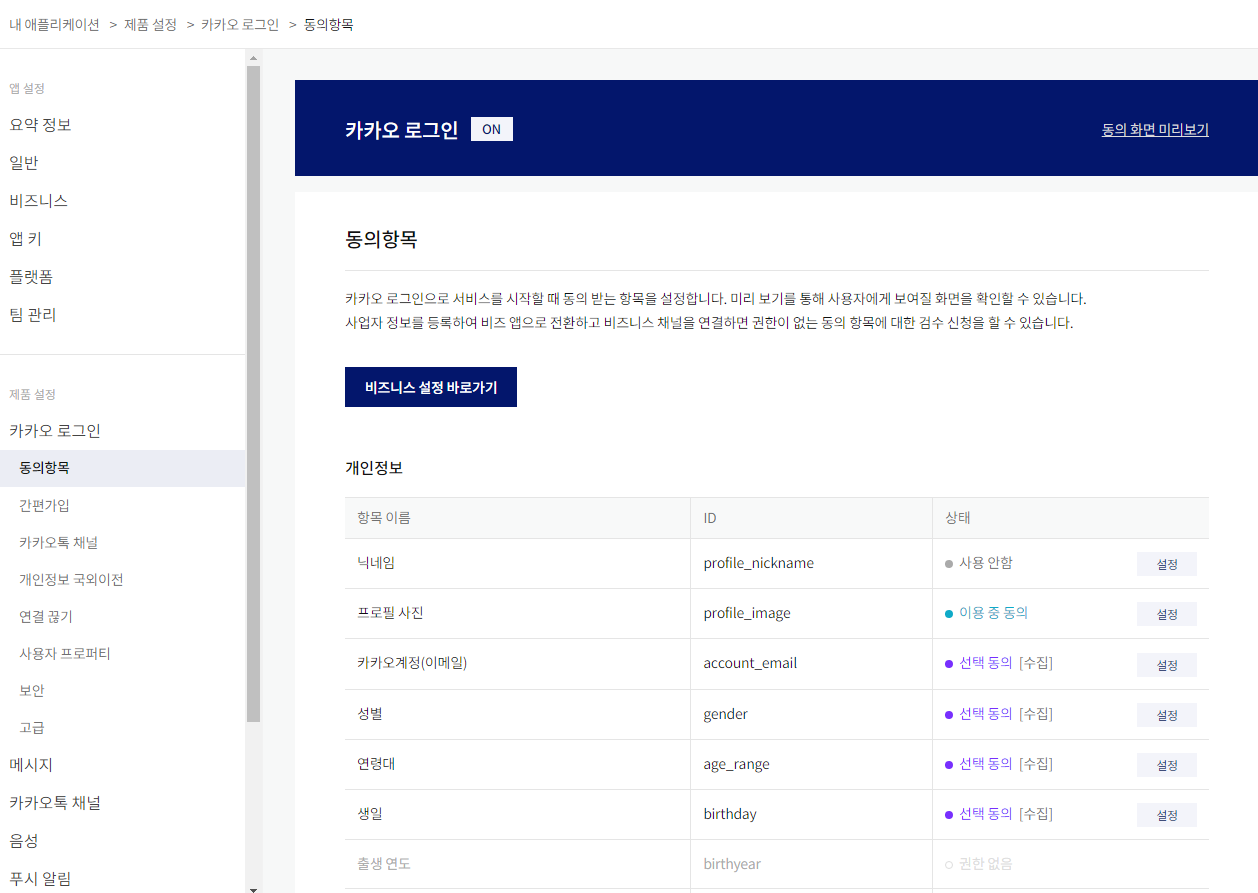 내 애플리케이션 > 제품 설정 > 카카오 로그인 > 동의항목
앱 설정
요약 정보
일반
비즈니스
앱 키
플랫폼
팀 관리
제품 설정
카카오 로그인
동의항목
간편가입
카카오톡 채널
개인정보 국외이전
연결 끊기
사용자 프로퍼티
보안
고급
메시지
카카오톡 채널
음성
푸시 알림
카카오 로그인 ON 동의 화면 미리보기
동의항목
카카오 로그인으로 서비스를 시작할 때 동의 받는 항목을 설정합니다. 미리 보기를 통해 사용자에게 보여질 화면을 확인할 수 있습니다.
사업자 정보를 등록하여 비즈 앱으로 전환하고 비즈니스 채널을 연결하면 권한이 없는 동의 항목에 대한 검수 신청을 할 수 있습니다.
비즈니스 설정 바로가기
개인정보
항목 이름 ID 상태
닉네임 profile_nickname 사용 안함 설정
프로필 사진 profile_image 이용 중 동의 설정
카카오계정(이메일) account_email 선택 동의 [수집] 설정
성별 gender 선택 동의 [수집] 설정
연령대 age_range 선택 동의 [수집] 설정
생일 birthday 선택 동의 [수집] 설정
출생 연도 birthyear 권한 없음